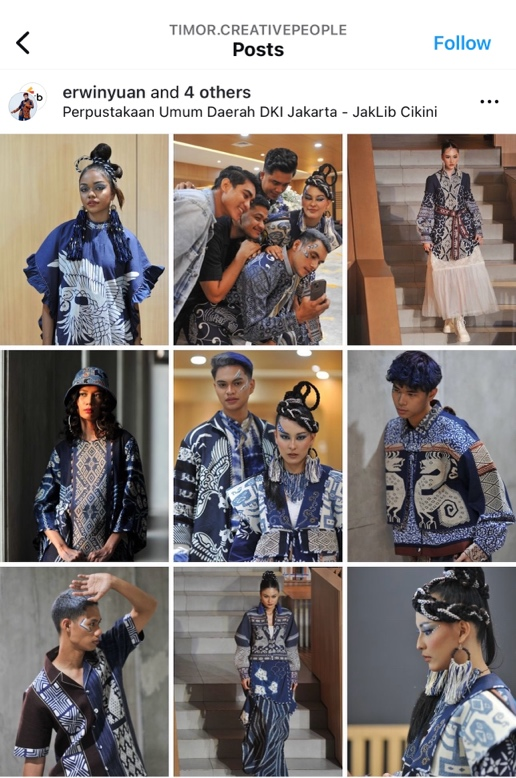 TIMOR.CREATIVEPEOPLE
Posts
Follow
erwinyuan and 4 others
Perpustakaan Umum Daerah DKI Jakarta - JakLib Cikini